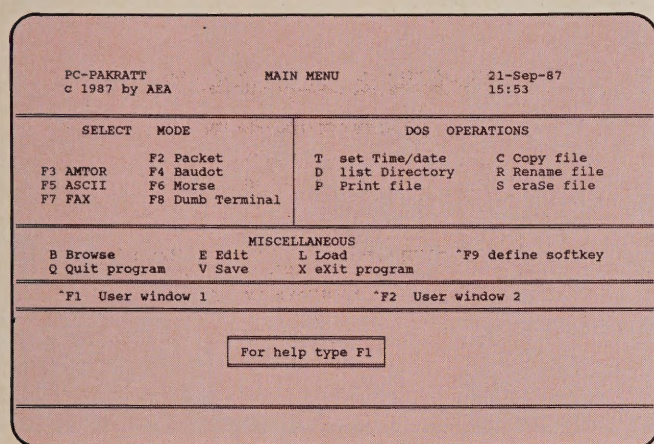 PC-PAKRATT MAIN MENU 21-Sep-87
c 1987 by AEA 15:53
SELECT MODE DOS OPERATIONS
F2 Packet T set Time/date C Copy file
F3 AMTOR F4 Baudot D list Directory R Rename file
F5 ASCII F6 Morse P Print file S eraSe file
F7 FAX F8 Dumb Terminal
MISCELLANEOUS
B Browse E Edit L Load ^F9 define softkey
Q Quit program V Save X eXit program
^F1 User window 1 ^F2 User window 2
For help type F1